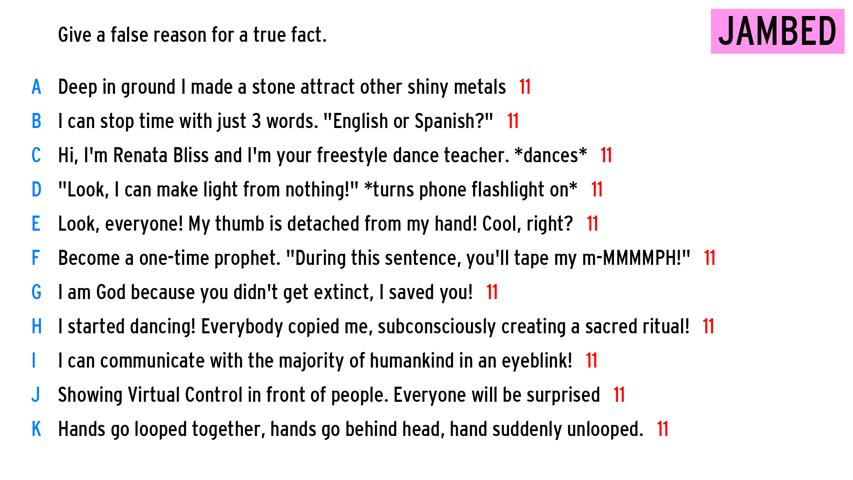 Give a false reason for a true fact.
JAMBED
A Deep in ground I made a stone attract other shiny metals 11
B I can stop time with just 3 words. "English or Spanish?" 11
C Hi, I'm Renata Bliss and I'm your freestyle dance teacher. *dances* 11
D "Look, I can make light from nothing!" *turns phone flashlight on* 11
E Look, everyone! My thumb is detached from my hand! Cool, right? 11
F Become a one-time prophet. "During this sentence, you'll tape my m-MMMMPH!" 11
G I am God because you didn't get extinct, I saved you! 11
H I started dancing! Everybody copied me, subconsciously creating a sacred ritual! 11
I I can communicate with the majority of humankind in an eyeblink! 11
J Showing Virtual Control in front of people. Everyone will be surprised 11
K Hands go looped together, hands go behind head, hand suddenly unlooped. 11